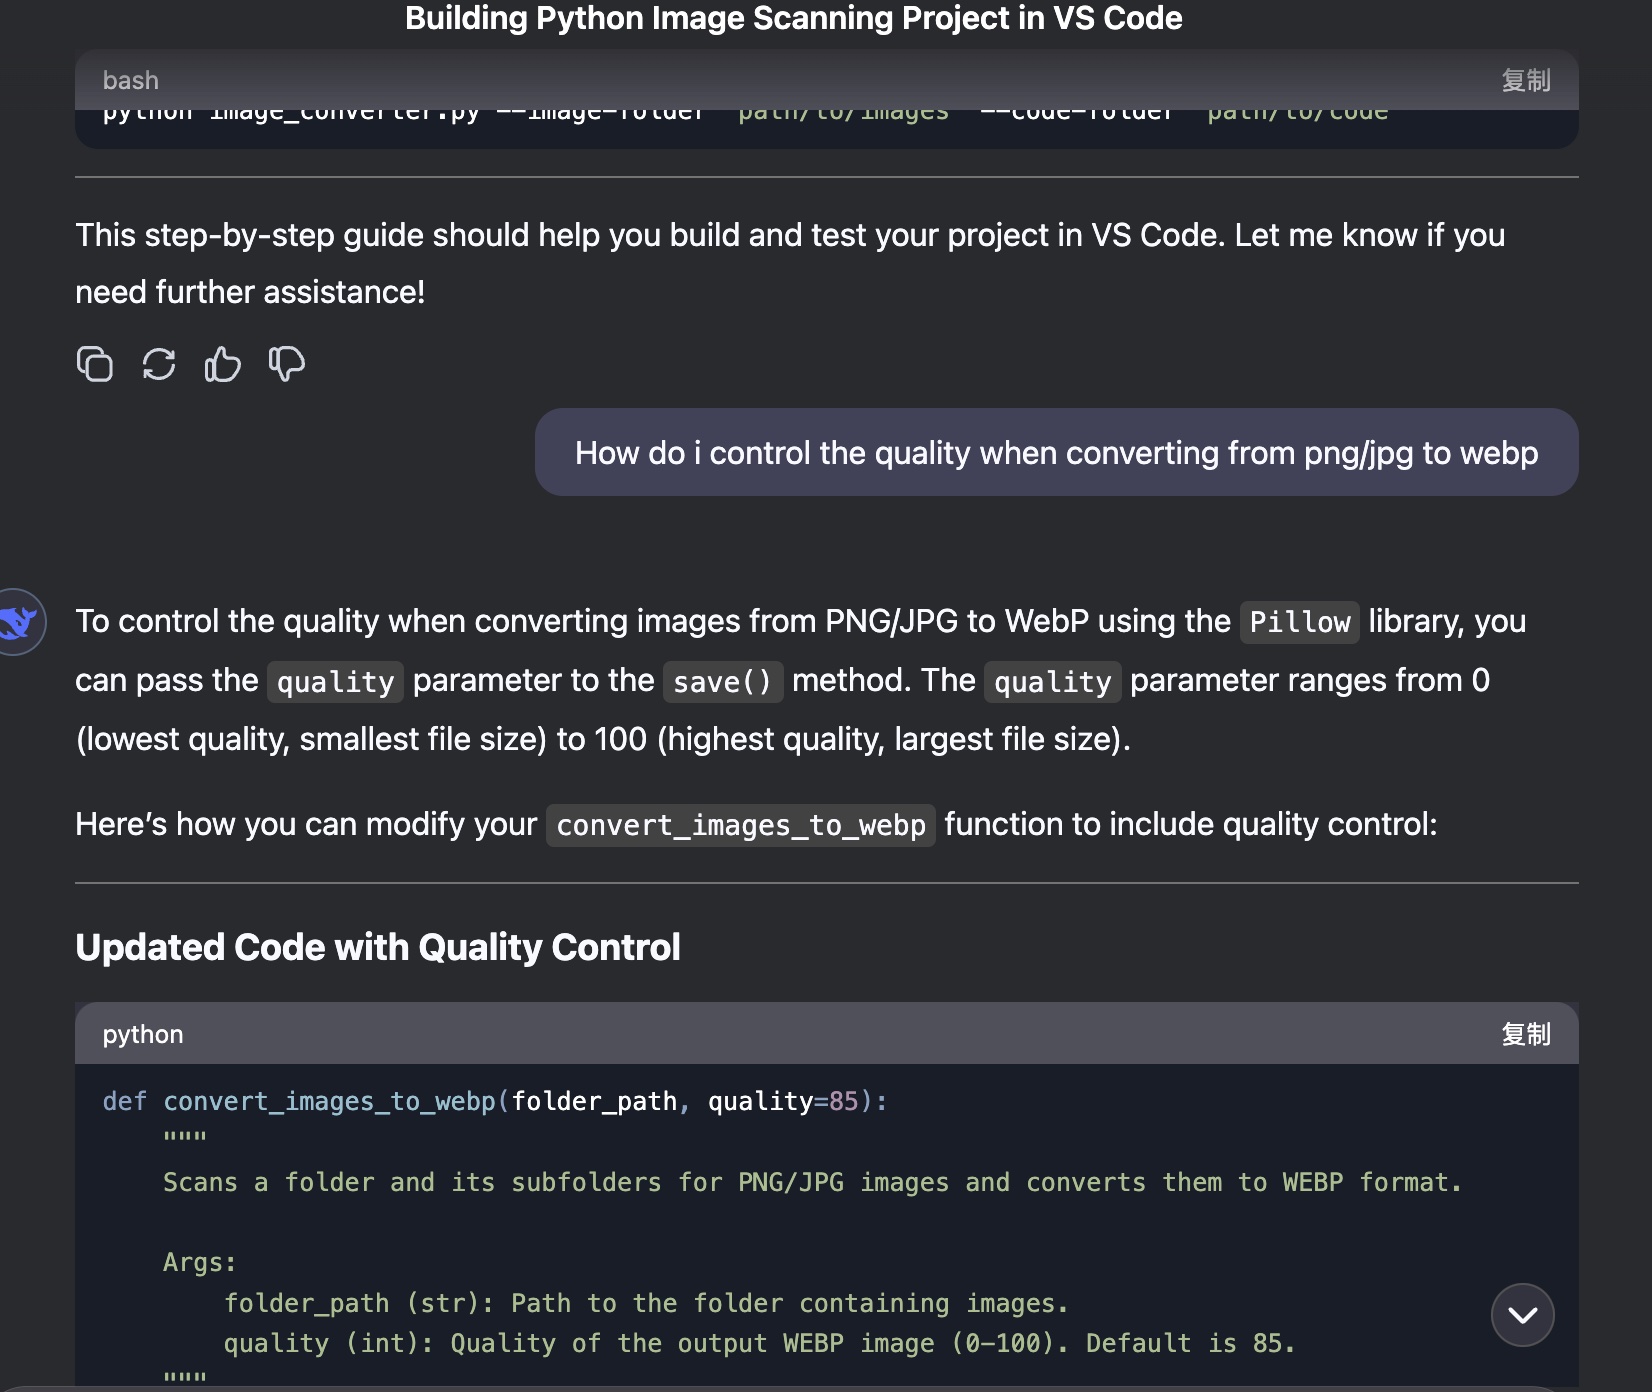 Building Python Image Scanning Project in VS Code
bash
复制
python image_converter.py --image-folder "path/to/images" --code-folder "path/to/code"
This step-by-step guide should help you build and test your project in VS Code. Let me know if you
need further assistance!
How do i control the quality when converting from png/jpg to webp
To control the quality when converting images from PNG/JPG to WebP using the Pillow library, you
can pass the quality parameter to the save() method. The quality parameter ranges from 0
(lowest quality, smallest file size) to 100 (highest quality, largest file size).
Here’s how you can modify your convert_images_to_webp function to include quality control:
Updated Code with Quality Control
python
复制
def convert_images_to_webp(folder_path, quality=85):
"""
Scans a folder and its subfolders for PNG/JPG images and converts them to WEBP format.
Args:
folder_path (str): Path to the folder containing images.
quality (int): Quality of the output WEBP image (0-100). Default is 85.
"""